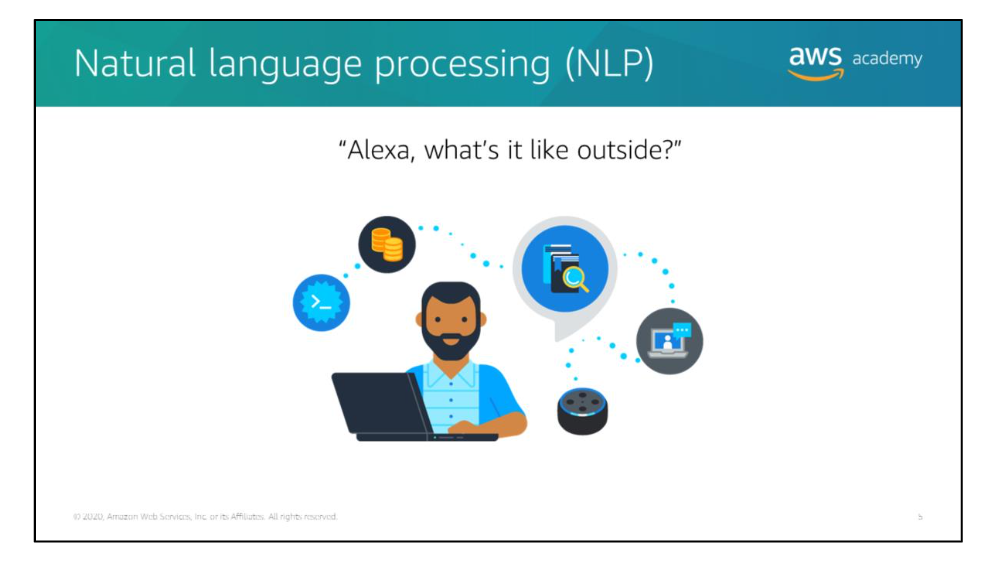 Natural language processing (NLP)
aws academy
“Alexa, what’s it like outside?”
>_
© 2020, Amazon Web Services, Inc. or its Affiliates. All rights reserved.
5